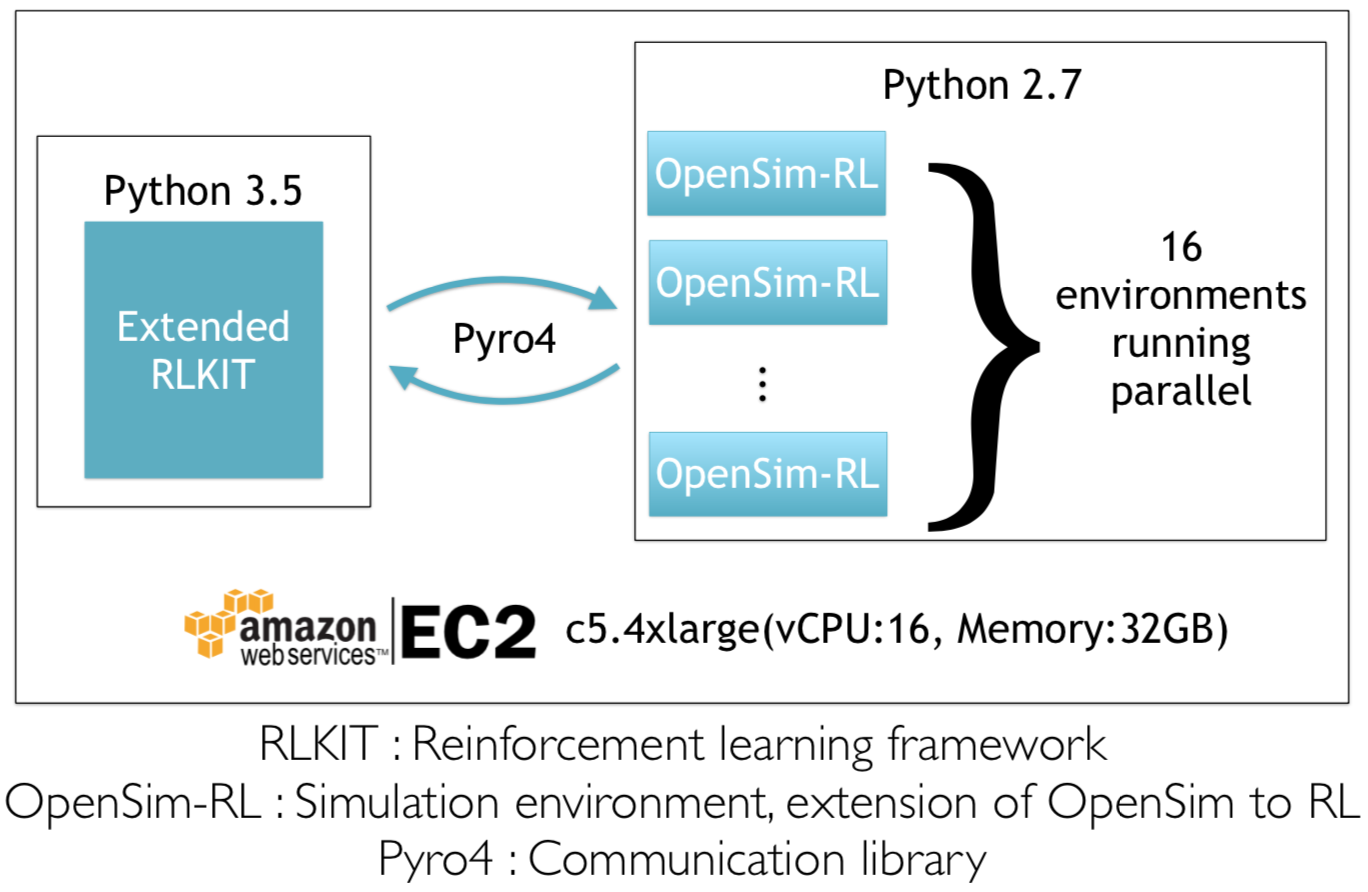 Python 2.7
Python 3.5
Extended
RLKIT
Pyro4
OpenSim-RL
OpenSim-RL
⋮
OpenSim-RL
16
environments
running
parallel
amazon
web services™
EC2
c5.4xlarge(vCPU:16, Memory:32GB)
RLKIT : Reinforcement learning framework
OpenSim-RL : Simulation environment, extension of OpenSim to RL
Pyro4 : Communication library